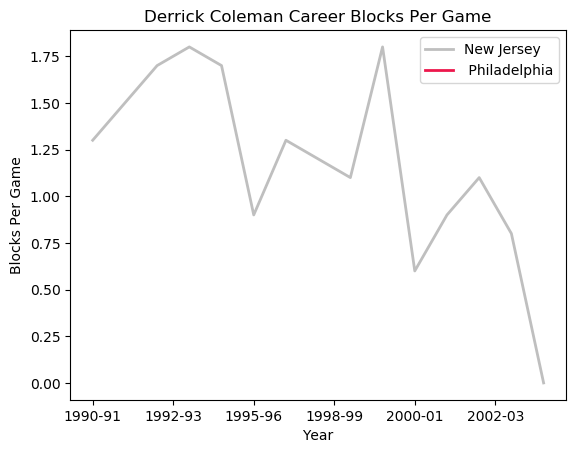 Derrick Coleman Career Blocks Per Game
New Jersey
Philadelphia
1.75
1.50
1.25
1.00
0.75
0.50
0.25
0.00
Blocks Per Game
1990-91 1992-93 1995-96 1998-99 2000-01 2002-03
Year